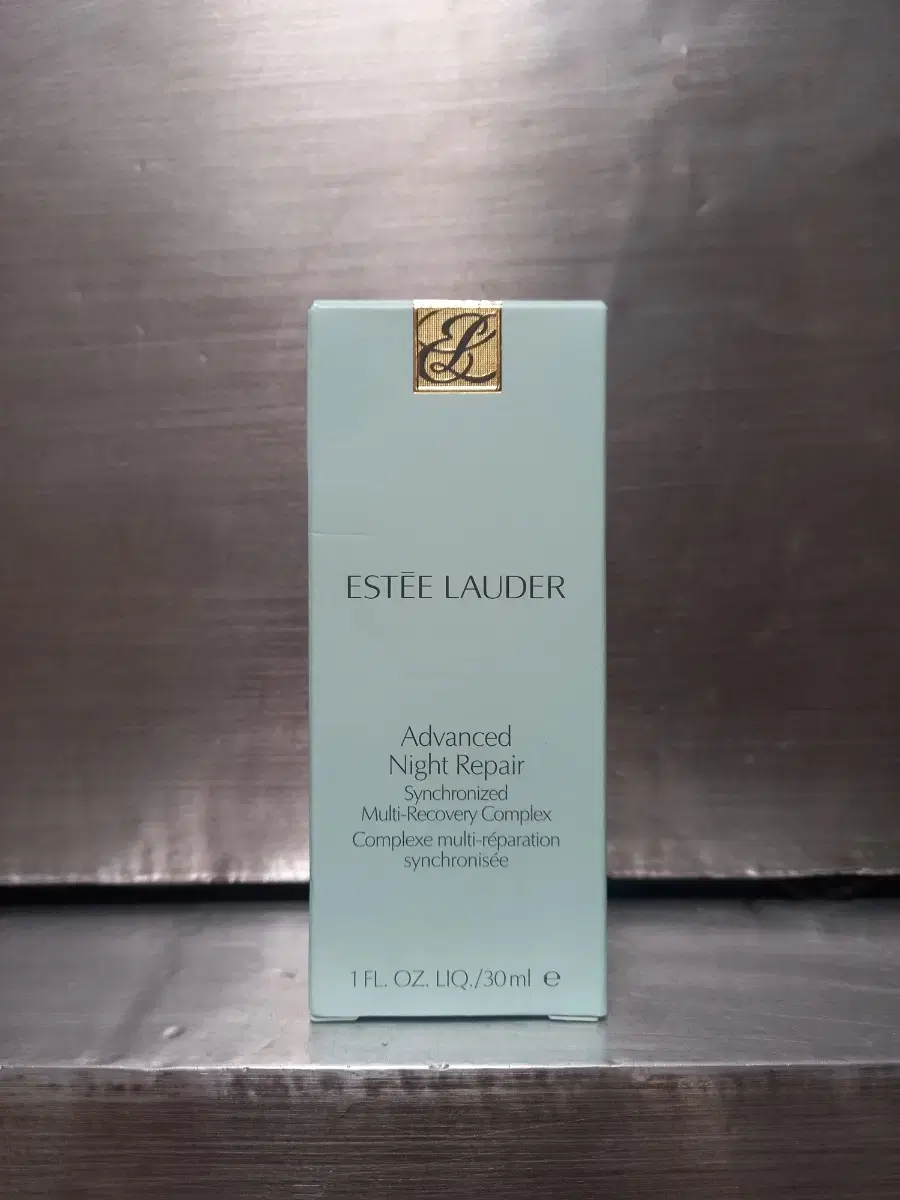 EL
ESTĒE LAUDER
Advanced
Night Repair
Synchronized
Multi-Recovery Complex
Complexe multi-réparation
synchronisée
1 FL. OZ. LIQ./30 ml ℮